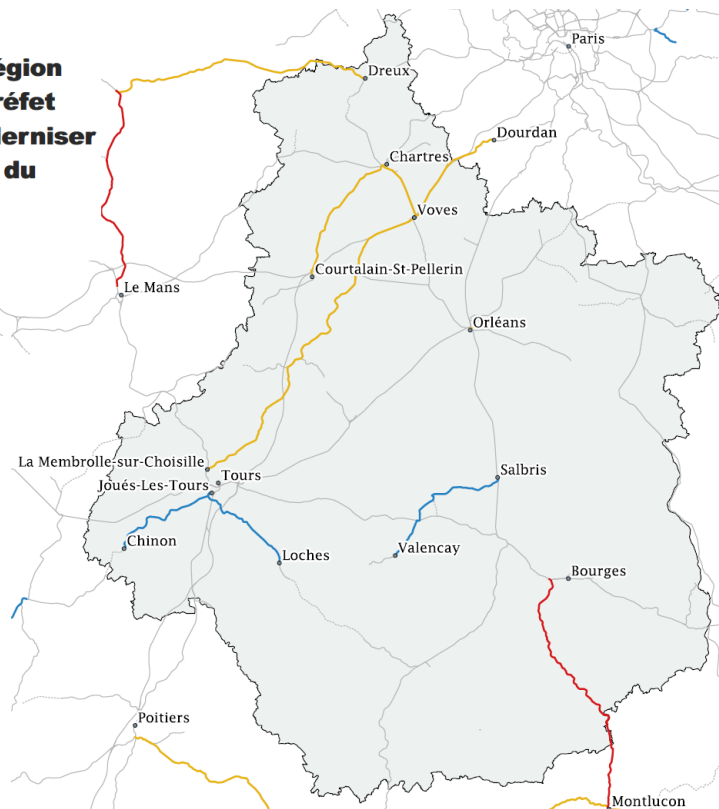 égion
réfet
derniser
du
Paris
Dreux
Dourdan
Chartres
Voves
Courtalain-St-Pellerin
Le Mans
Orléans
La Membrolle-sur-Choisille
Tours
Salbris
Joués-Les-Tours
Chinon
Loches
Valencay
Bourges
Poitiers
Montlucon